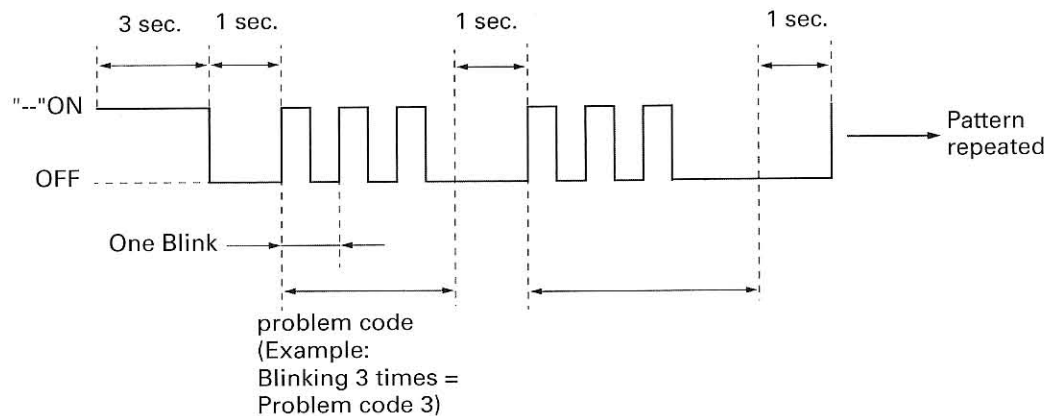 3 sec.
1 sec.
1 sec.
1 sec.
"--"ON
OFF
Pattern
repeated
One Blink
problem code
(Example:
Blinking 3 times =
Problem code 3)